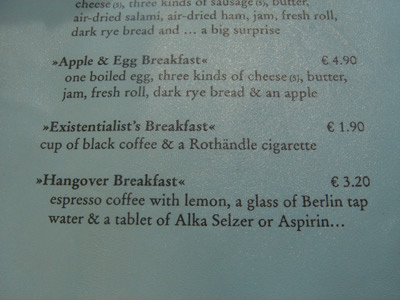 cheese (5), three kinds of sausage (5), butter,
air-dried salami, air-dried ham, jam, fresh roll,
dark rye bread and … a big surprise
»Apple & Egg Breakfast« € 4.90
one boiled egg, three kinds of cheese (5), butter,
jam, fresh roll, dark rye bread & an apple
»Existentialist's Breakfast« € 1.90
cup of black coffee & a Rothändle cigarette
»Hangover Breakfast« € 3.20
espresso coffee with lemon, a glass of Berlin tap
water & a tablet of Alka Selzer or Aspirin…